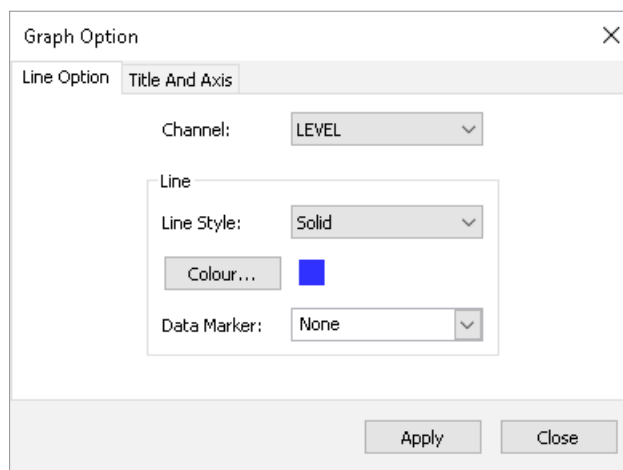 Graph Option
Line Option Title And Axis
Channel: LEVEL
Line
Line Style: Solid
Colour...
Data Marker: None
Apply Close